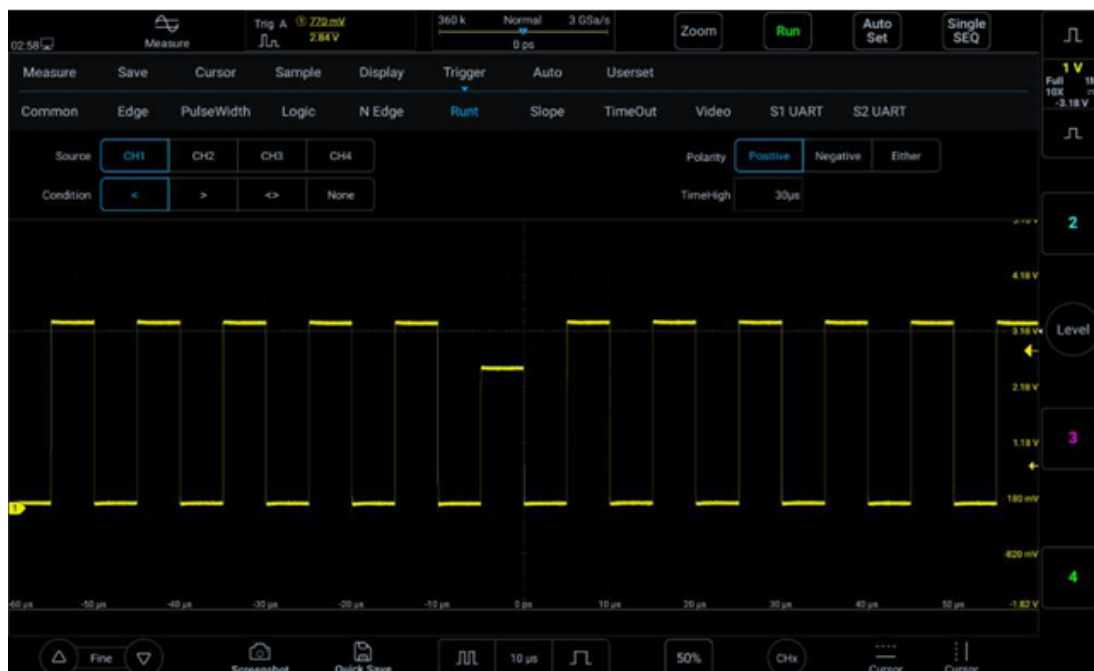 Trig A ① 770 mV
2.84 V
360 k Normal 3 GSa/s
0 ps
Zoom
Run
Auto
Set
Single
SEQ
02:58
Measure
Measure Save Cursor Sample Display Trigger Auto Userset
Common Edge PulseWidth Logic N Edge Runt Slope TimeOut Video S1 UART S2 UART
1 V
Full
10X
-3.18 V
Source CH1 CH2 CH3 CH4
Polarity Positive Negative Either
Condition < > <> None
TimeHigh 30μs
2
4.18 V
3.18 V
Level
2.18 V
3
1.18 V
1
180 mV
-820 mV
4
-60 μs -50 μs -40 μs -30 μs -20 μs -10 μs 0 ps 10 μs 20 μs 30 μs 40 μs 50 μs -1.82 V
Fine
Screenshot
Quick Save
10 μs
50%
CHx
Cursor
Cursor